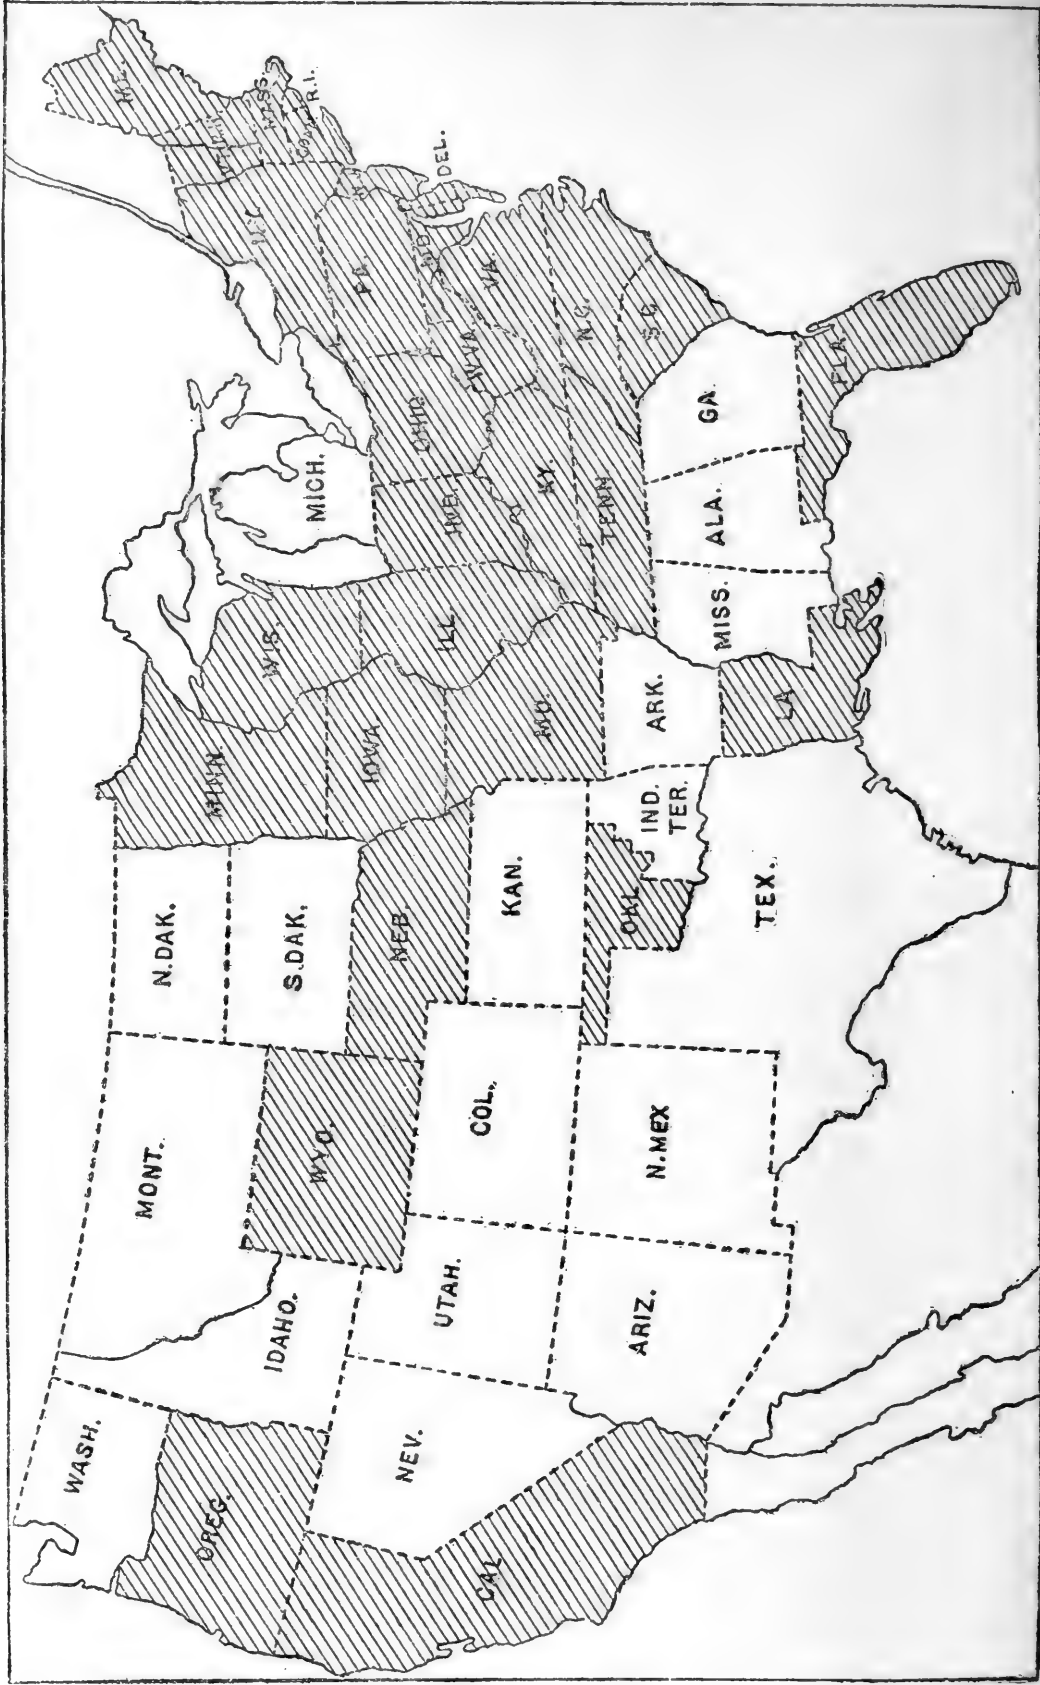 WASH.
OREG.
CAL
NEV.
IDAHO.
MONT.
WYO.
UTAH.
ARIZ.
COL.
N.MEX
N.DAK.
S.DAK.
NEB.
KAN.
OKL
IND.
TER.
TEX.
MINN.
IOWA
MO.
ARK.
LA
WIS.
ILL
MICH.
IND.
OHIO
KY.
TENN
MISS.
ALA.
GA.
FLA
S.C.
N.C.
VA.
W.VA.
MD
DEL.
PA.
N.Y.
ME.
MASS
CONN
R.I.